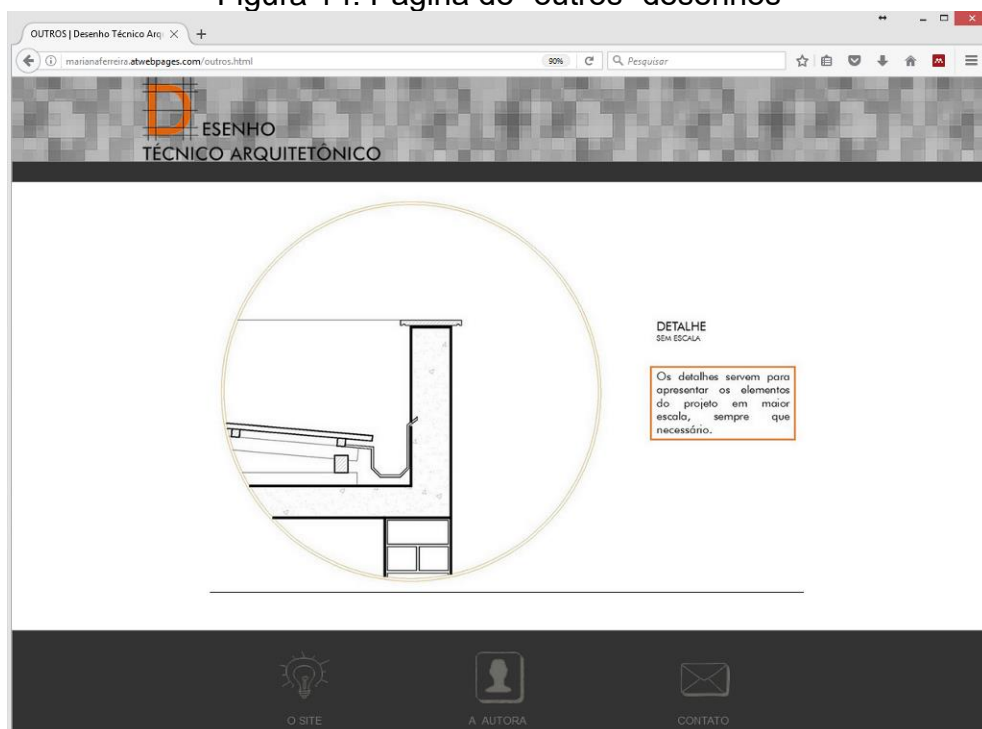 Figura 14: Página de "outros" desenhos
OUTROS | Desenho Técnico Arq
marianaferreira.atwebpages.com/outros.html
90%
Pesquisar
DESENHO
TÉCNICO ARQUITETÔNICO
DETALHE
SEM ESCALA
Os detalhes servem para
apresentar os elementos
do projeto em maior
escala, sempre que
necessário.
O SITE
A AUTORA
CONTATO